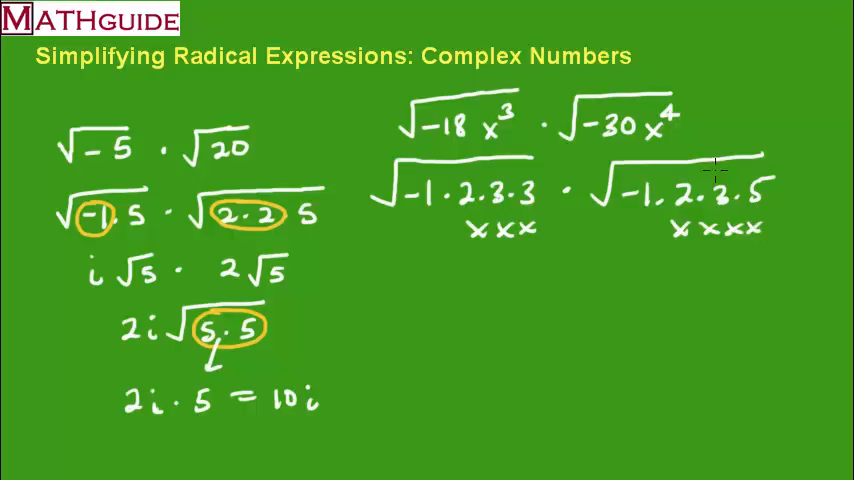 MATHGUIDE
Simplifying Radical Expressions: Complex Numbers
√-5 · √20
√-1·5 · √2·2 5
i√5 · 2√5
2i√5·5
2i·5 = 10i
√-18x³ · √-30x⁴
√-1·2·3·3 · √-1·2·3·5
xxx xxxx